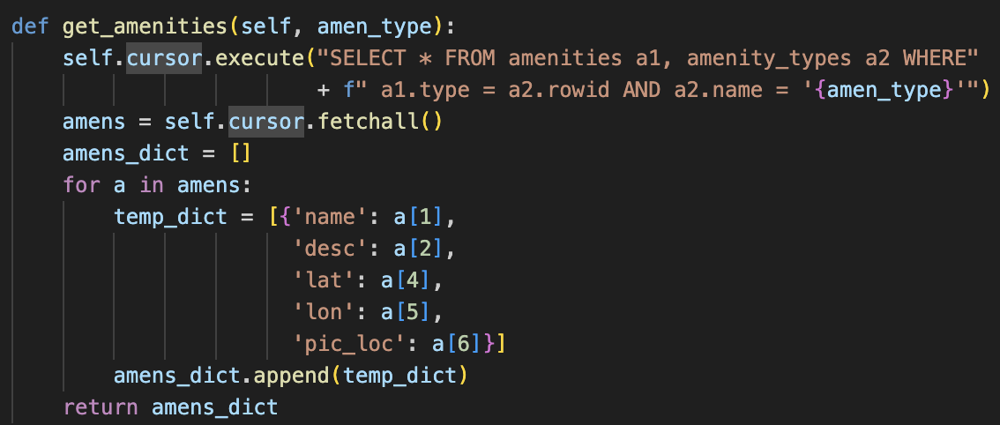 def get_amenities(self, amen_type):
    self.cursor.execute("SELECT * FROM amenities a1, amenity_types a2 WHERE"
                        + f" a1.type = a2.rowid AND a2.name = '{amen_type}'")
    amens = self.cursor.fetchall()
    amens_dict = []
    for a in amens:
        temp_dict = [{'name': a[1],
                      'desc': a[2],
                      'lat': a[4],
                      'lon': a[5],
                      'pic_loc': a[6]}]
        amens_dict.append(temp_dict)
    return amens_dict